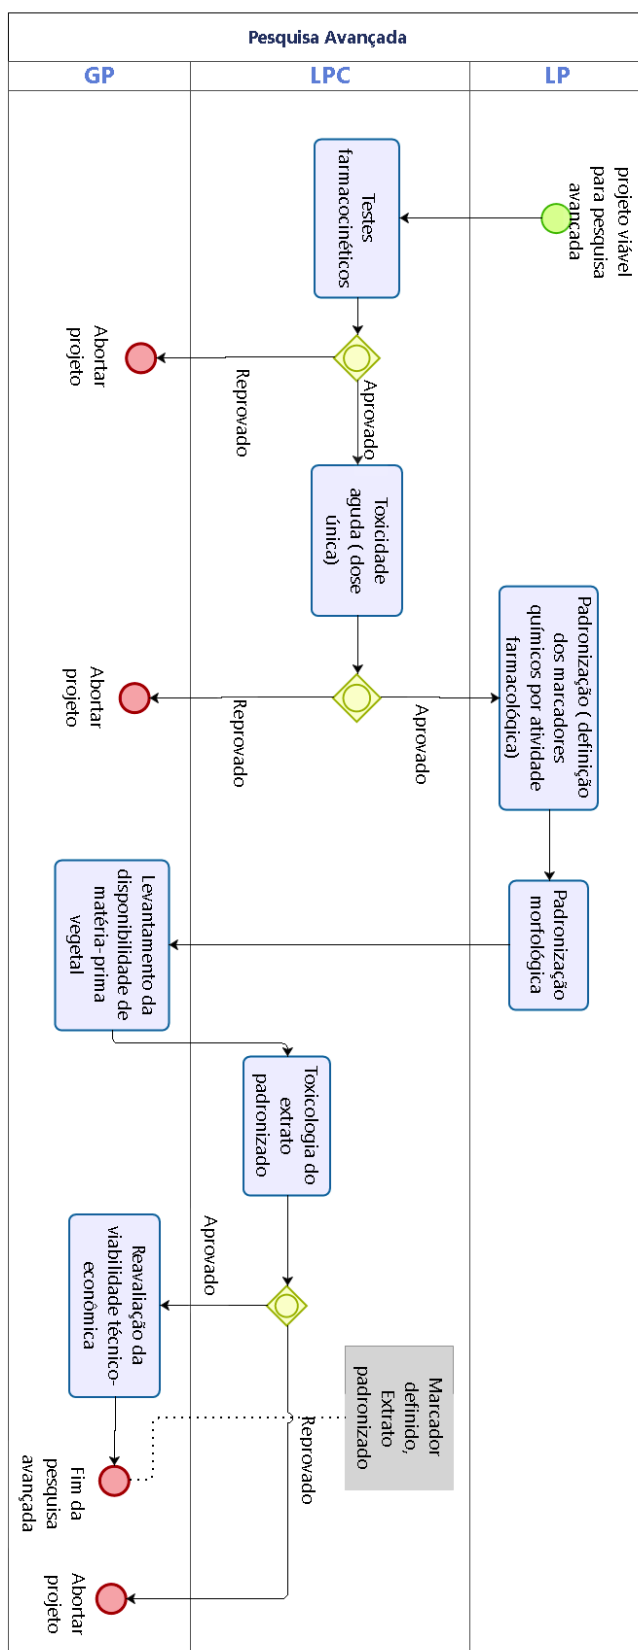 Pesquisa Avançada
GP
LPC
LP
projeto viável
para pesquisa
avançada
Testes
farmacocinéticos
Abortar
projeto
Reprovado
Aprovado
Toxicidade
aguda ( dose
única)
Abortar
projeto
Reprovado
Aprovado
Padronização ( definição
dos marcadores
químicos por atividade
farmacológica)
Padronização
morfológica
Levantamento da
disponibilidade de
matéria-prima
vegetal
Toxicologia do
extrato
padronizado
Aprovado
Reprovado
Reavaliação da
viabilidade técnico-
econômica
Marcador
definido,
Extrato
padronizado
Fim da
pesquisa
avançada
Abortar
projeto